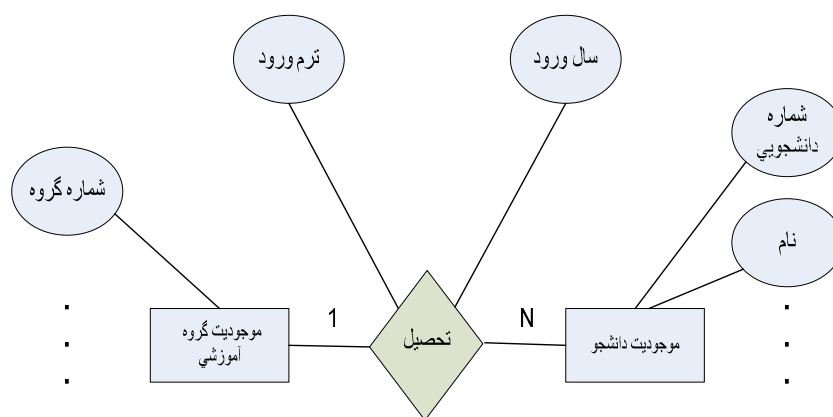 سال ورود
ترم ورود
شماره
دانشجويي
شماره گروه
نام
موجوديت دانشجو
N
تحصيل
1
موجوديت گروه
آموزشي